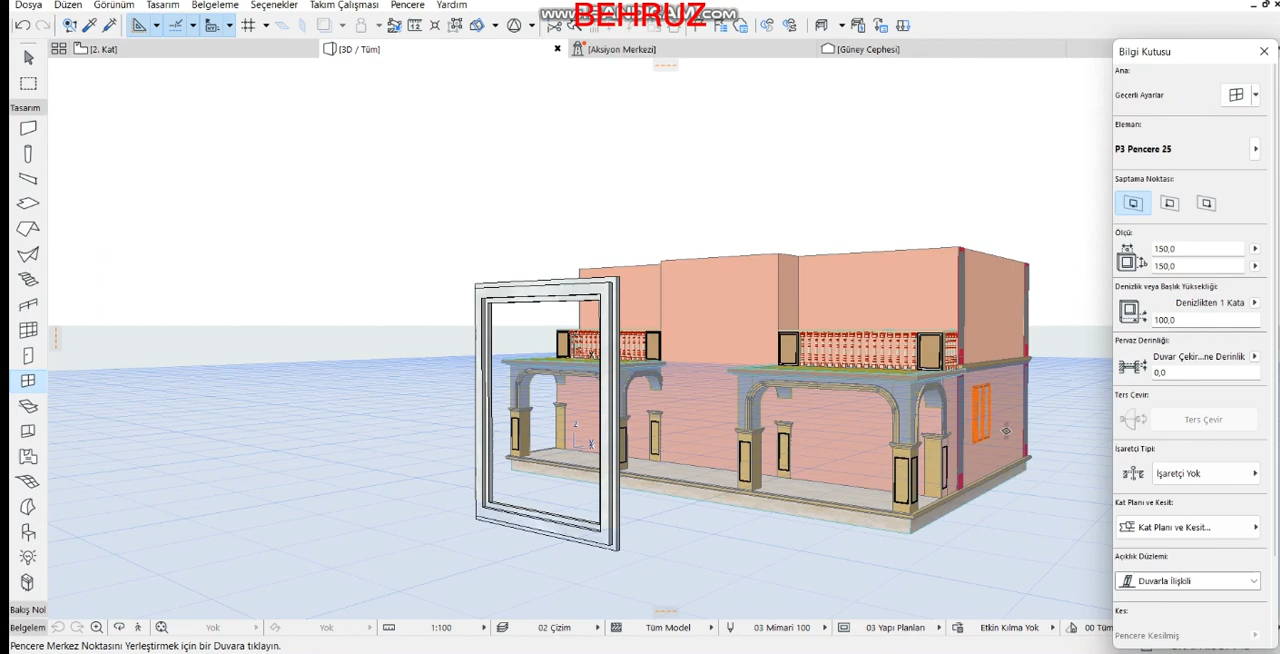 Dosya Düzen Görünüm Tasarım Belgeleme Seçenekler Takım Çalışması Pencere Yardım
BEHRUZ
[2. Kat] [3D / Tüm] [Aksiyon Merkezi] [Güney Cephesi]
Tasarım
Bilgi Kutusu
Ana:
Geçerli Ayarlar
Eleman:
P3 Pencere 25
Saptama Noktası:
Ölçü:
150,0
150,0
Denizlik veya Başlık Yüksekliği:
Denizlikten 1 Kata
100,0
Pervaz Derinliği:
Duvar Çekir...ne Derinlik
0,0
Ters Çevir:
Ters Çevir
İşaretçi Tipi:
İşaretçi Yok
Kat Planı ve Kesit:
Kat Planı ve Kesit...
Açıklık Düzlemi:
Duvarla İlişkili
Kes:
Pencere Kesilmiş
z
x
x
Bakış Nol
Belgelem Yok Yok 1:100 02 Çizim Tüm Model 03 Mimari 100 03 Yapı Planları Etkin Kılma Yok 00 Tüm
Pencere Merkez Noktasını Yerleştirmek için bir Duvara tıklayın.